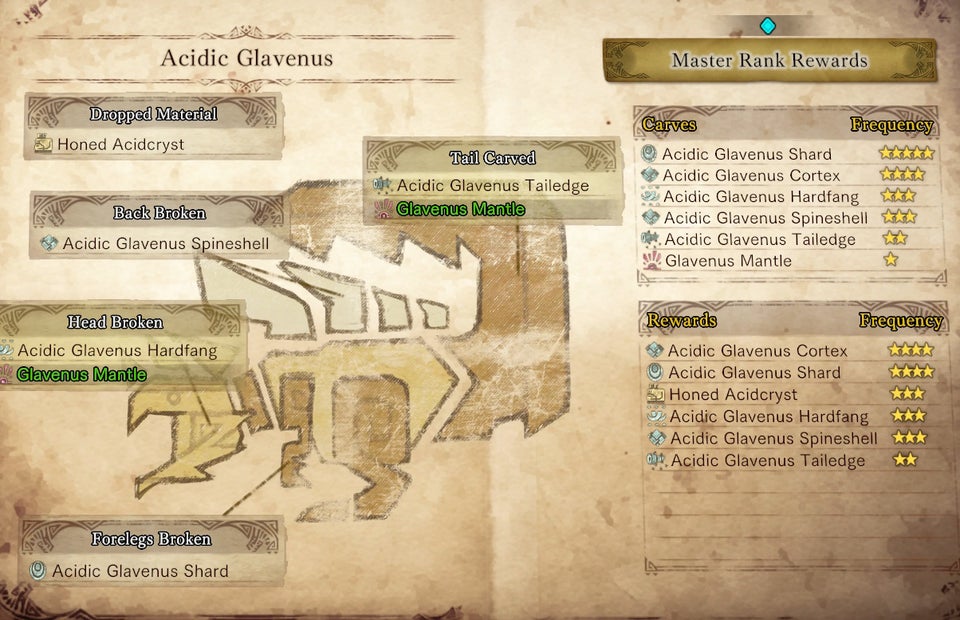 Acidic Glavenus
Dropped Material
Honed Acidcryst
Tail Carved
Acidic Glavenus Tailedge
Glavenus Mantle
Back Broken
Acidic Glavenus Spineshell
Head Broken
Acidic Glavenus Hardfang
Glavenus Mantle
Forelegs Broken
Acidic Glavenus Shard
Master Rank Rewards
Carves Frequency
Acidic Glavenus Shard
Acidic Glavenus Cortex
Acidic Glavenus Hardfang
Acidic Glavenus Spineshell
Acidic Glavenus Tailedge
Glavenus Mantle
Rewards Frequency
Acidic Glavenus Cortex
Acidic Glavenus Shard
Honed Acidcryst
Acidic Glavenus Hardfang
Acidic Glavenus Spineshell
Acidic Glavenus Tailedge